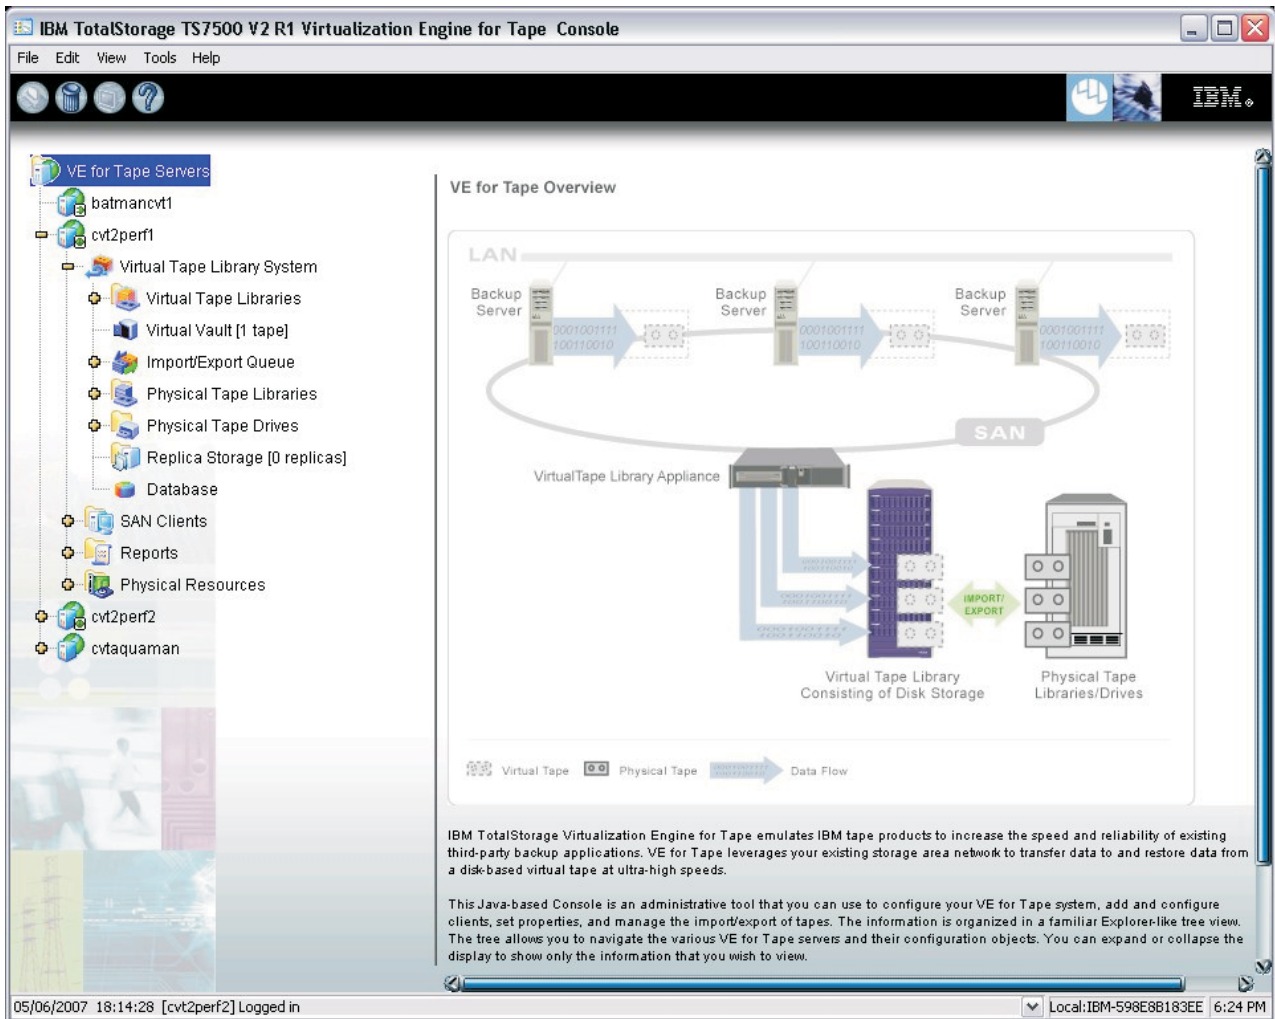 IBM TotalStorage TS7500 V2 R1 Virtualization Engine for Tape Console
File Edit View Tools Help
IBM
VE for Tape Servers
batmancvt1
cvt2perf1
Virtual Tape Library System
Virtual Tape Libraries
Virtual Vault [1 tape]
Import/Export Queue
Physical Tape Libraries
Physical Tape Drives
Replica Storage [0 replicas]
Database
SAN Clients
Reports
Physical Resources
cvt2perf2
cvtaquaman
VE for Tape Overview
LAN
Backup
Server
0001001111
100110010
Backup
Server
0001001111
100110010
Backup
Server
0001001111
100110010
SAN
VirtualTape Library Appliance
IMPORT/
EXPORT
Virtual Tape Library
Consisting of Disk Storage
Physical Tape
Libraries/Drives
Virtual Tape
Physical Tape
Data Flow
IBM TotalStorage Virtualization Engine for Tape emulates IBM tape products to increase the speed and reliability of existing
third-party backup applications. VE for Tape leverages your existing storage area network to transfer data to and restore data from
a disk-based virtual tape at ultra-high speeds.
This Java-based Console is an administrative tool that you can use to configure your VE for Tape system, add and configure
clients, set properties, and manage the import/export of tapes. The information is organized in a familiar Explorer-like tree view.
The tree allows you to navigate the various VE for Tape servers and their configuration objects. You can expand or collapse the
display to show only the information that you wish to view.
05/06/2007 18:14:28 [cvt2perf2] Logged in
Local:IBM-598E8B183EE
6:24 PM